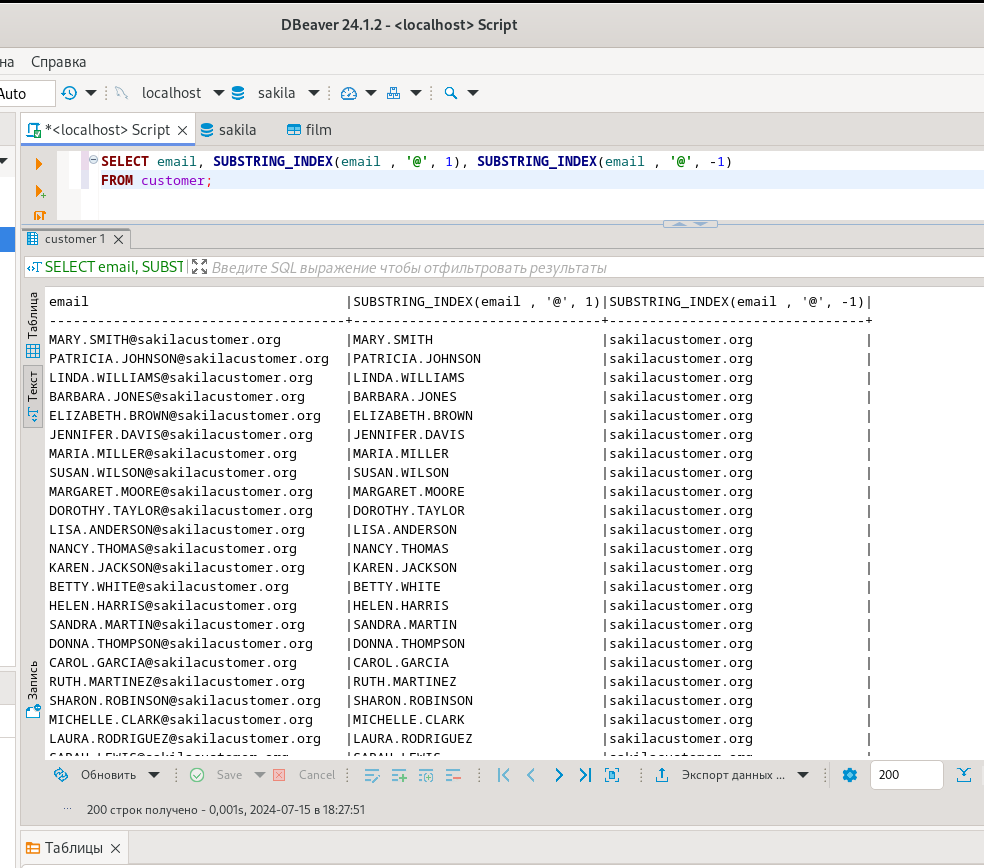 DBeaver 24.1.2 - <localhost> Script
на Справка
Auto localhost sakila
*<localhost> Script sakila film
SELECT email, SUBSTRING_INDEX(email , '@', 1), SUBSTRING_INDEX(email , '@', -1)
FROM customer;
customer 1
SELECT email, SUBST Введите SQL выражение чтобы отфильтровать результаты
Таблица
Текст
Запись
email |SUBSTRING_INDEX(email , '@', 1)|SUBSTRING_INDEX(email , '@', -1)|
-------------------------------------+-------------------------------+--------------------------------+
MARY.SMITH@sakilacustomer.org |MARY.SMITH |sakilacustomer.org |
PATRICIA.JOHNSON@sakilacustomer.org |PATRICIA.JOHNSON |sakilacustomer.org |
LINDA.WILLIAMS@sakilacustomer.org |LINDA.WILLIAMS |sakilacustomer.org |
BARBARA.JONES@sakilacustomer.org |BARBARA.JONES |sakilacustomer.org |
ELIZABETH.BROWN@sakilacustomer.org |ELIZABETH.BROWN |sakilacustomer.org |
JENNIFER.DAVIS@sakilacustomer.org |JENNIFER.DAVIS |sakilacustomer.org |
MARIA.MILLER@sakilacustomer.org |MARIA.MILLER |sakilacustomer.org |
SUSAN.WILSON@sakilacustomer.org |SUSAN.WILSON |sakilacustomer.org |
MARGARET.MOORE@sakilacustomer.org |MARGARET.MOORE |sakilacustomer.org |
DOROTHY.TAYLOR@sakilacustomer.org |DOROTHY.TAYLOR |sakilacustomer.org |
LISA.ANDERSON@sakilacustomer.org |LISA.ANDERSON |sakilacustomer.org |
NANCY.THOMAS@sakilacustomer.org |NANCY.THOMAS |sakilacustomer.org |
KAREN.JACKSON@sakilacustomer.org |KAREN.JACKSON |sakilacustomer.org |
BETTY.WHITE@sakilacustomer.org |BETTY.WHITE |sakilacustomer.org |
HELEN.HARRIS@sakilacustomer.org |HELEN.HARRIS |sakilacustomer.org |
SANDRA.MARTIN@sakilacustomer.org |SANDRA.MARTIN |sakilacustomer.org |
DONNA.THOMPSON@sakilacustomer.org |DONNA.THOMPSON |sakilacustomer.org |
CAROL.GARCIA@sakilacustomer.org |CAROL.GARCIA |sakilacustomer.org |
RUTH.MARTINEZ@sakilacustomer.org |RUTH.MARTINEZ |sakilacustomer.org |
SHARON.ROBINSON@sakilacustomer.org |SHARON.ROBINSON |sakilacustomer.org |
MICHELLE.CLARK@sakilacustomer.org |MICHELLE.CLARK |sakilacustomer.org |
LAURA.RODRIGUEZ@sakilacustomer.org |LAURA.RODRIGUEZ |sakilacustomer.org |
Обновить Save Cancel Экспорт данных ... 200
200 строк получено - 0,001s, 2024-07-15 в 18:27:51
Таблицы